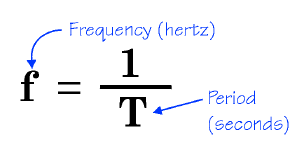 Frequency (hertz)
f = 1
T
Period
(seconds)